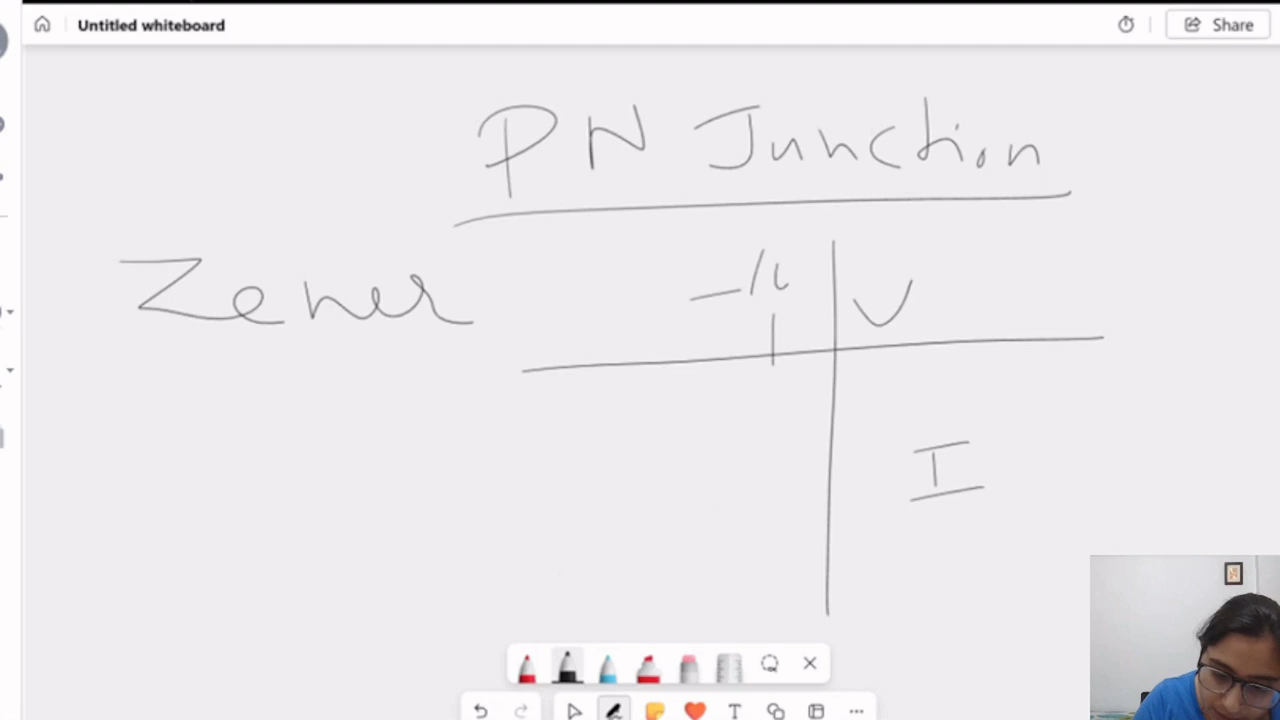 Untitled whiteboard
Share
PN Junction
Zener
V
I
T